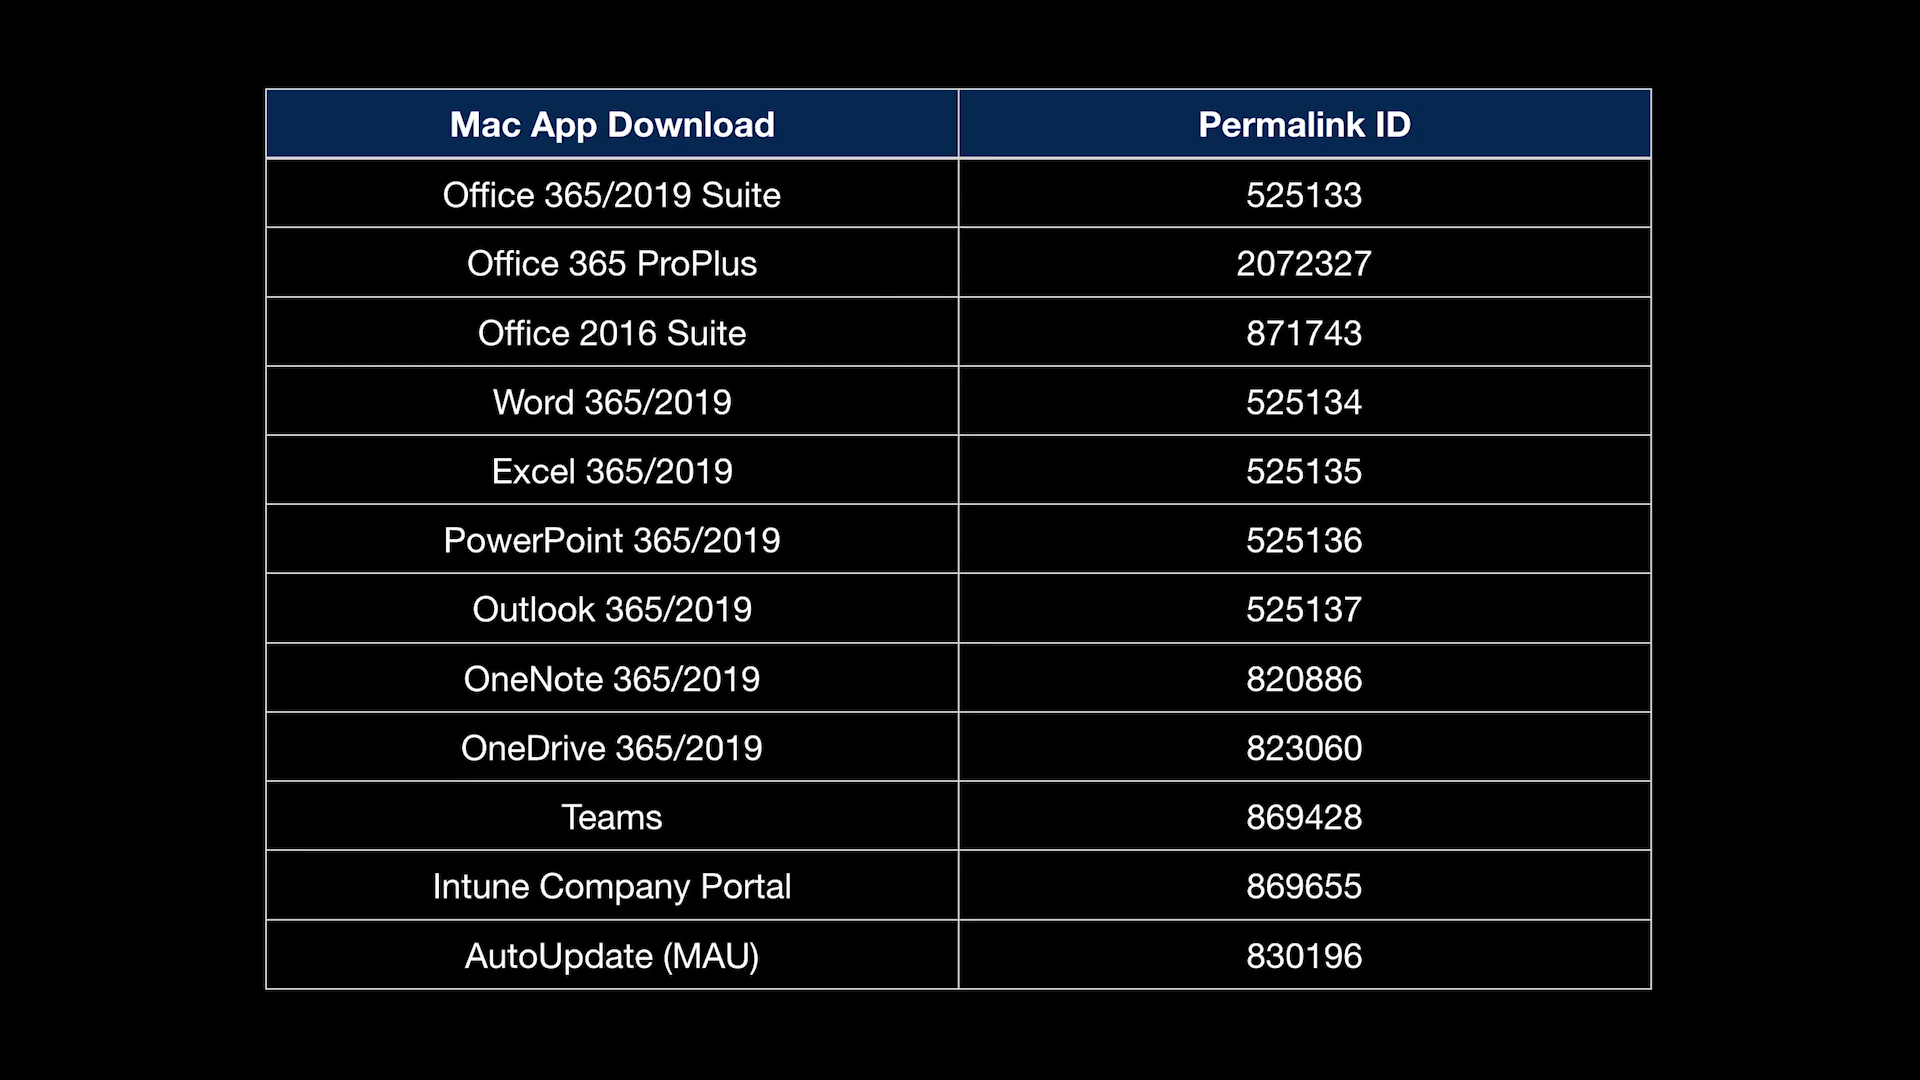 Mac App Download Permalink ID
Office 365/2019 Suite 525133
Office 365 ProPlus 2072327
Office 2016 Suite 871743
Word 365/2019 525134
Excel 365/2019 525135
PowerPoint 365/2019 525136
Outlook 365/2019 525137
OneNote 365/2019 820886
OneDrive 365/2019 823060
Teams 869428
Intune Company Portal 869655
AutoUpdate (MAU) 830196